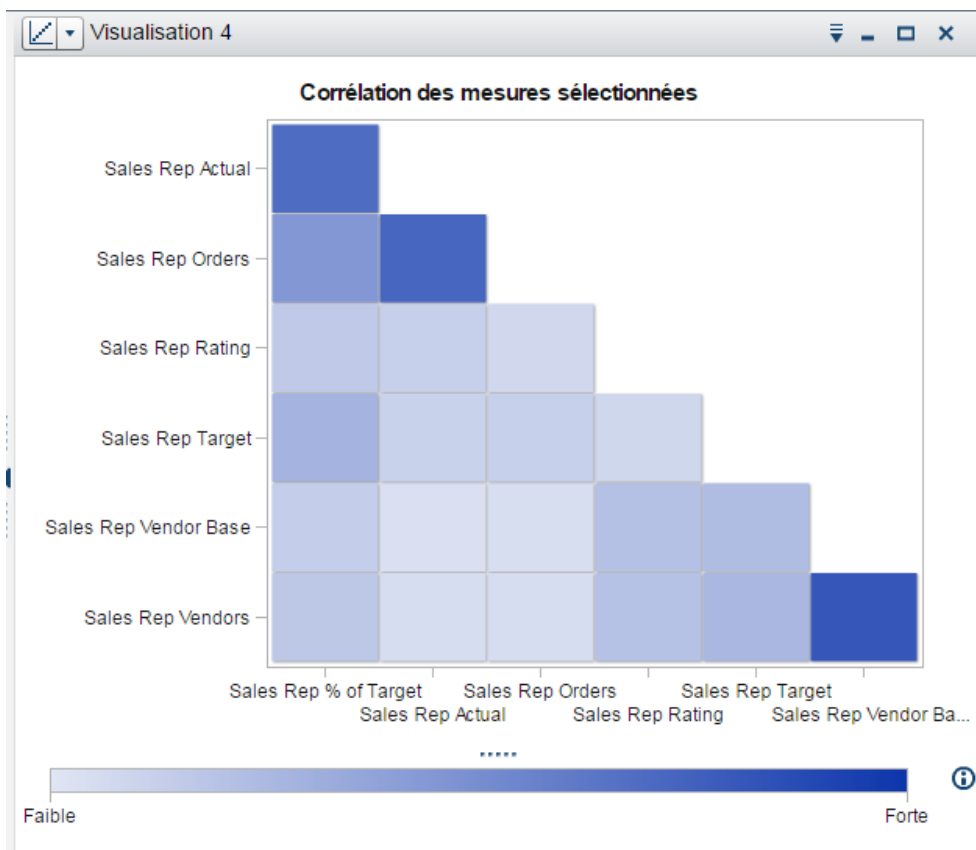 Visualisation 4
Corrélation des mesures sélectionnées
Sales Rep Actual
Sales Rep Orders
Sales Rep Rating
Sales Rep Target
Sales Rep Vendor Base
Sales Rep Vendors
Sales Rep % of Target Sales Rep Orders Sales Rep Target
Sales Rep Actual Sales Rep Rating Sales Rep Vendor Ba...
Faible Forte